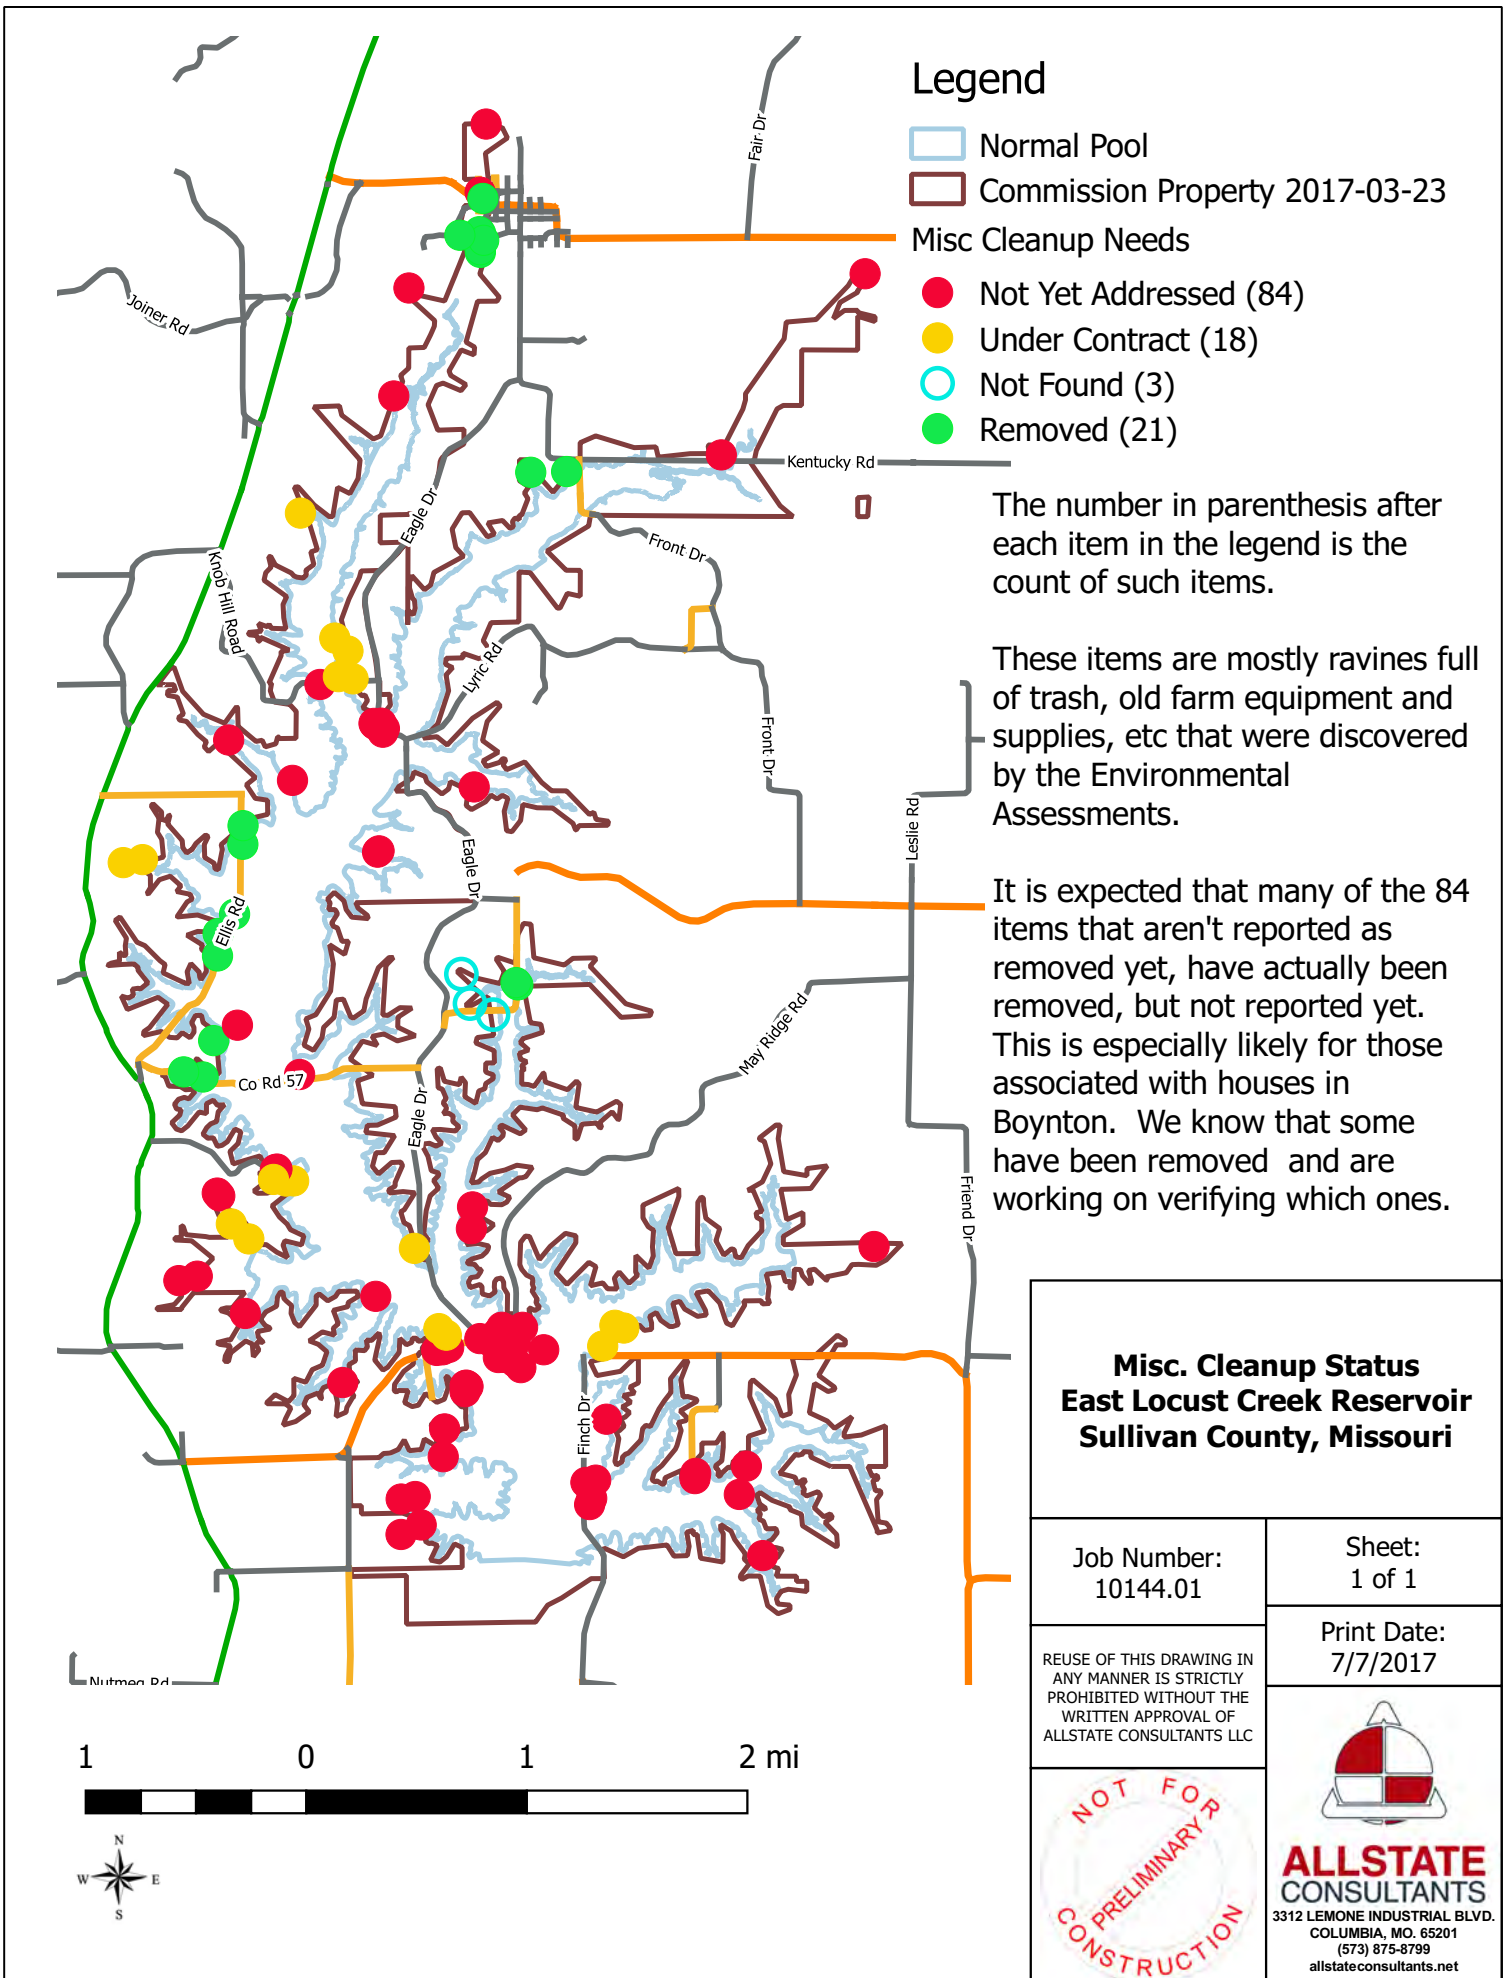 Legend
Normal Pool
Commission Property 2017-03-23
Misc Cleanup Needs
Not Yet Addressed (84)
Under Contract (18)
Not Found (3)
Removed (21)
The number in parenthesis after
each item in the legend is the
count of such items.
These items are mostly ravines full
of trash, old farm equipment and
supplies, etc that were discovered
by the Environmental
Assessments.
It is expected that many of the 84
items that aren't reported as
removed yet, have actually been
removed, but not reported yet.
This is especially likely for those
associated with houses in
Boynton.  We know that some
have been removed  and are
working on verifying which ones.
Fair Dr
Joiner Rd
Kentucky Rd
Eagle Dr
Front Dr
Knob Hill Road
Lyric Rd
Front Dr
Leslie Rd
Eagle Dr
Ellis Rd
May Ridge Rd
Co Rd 57
Eagle Dr
Friend Dr
Finch Dr
Nutmeg Rd
1 0 1 2 mi
N
W E
S
Misc. Cleanup Status
East Locust Creek Reservoir
Sullivan County, Missouri
Job Number:
10144.01
Sheet:
1 of 1
Print Date:
7/7/2017
REUSE OF THIS DRAWING IN
ANY MANNER IS STRICTLY
PROHIBITED WITHOUT THE
WRITTEN APPROVAL OF
ALLSTATE CONSULTANTS LLC
NOT FOR
PRELIMINARY
CONSTRUCTION
ALLSTATE
CONSULTANTS
3312 LEMONE INDUSTRIAL BLVD.
COLUMBIA, MO. 65201
(573) 875-8799
allstateconsultants.net